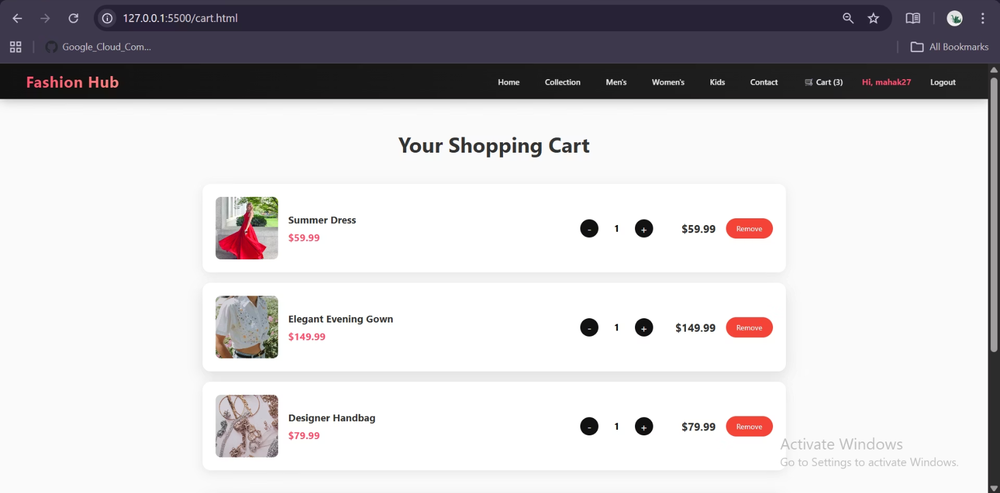 127.0.0.1:5500/cart.html
Google_Cloud_Com...
All Bookmarks
Fashion Hub
Home Collection Men's Women's Kids Contact 🛒 Cart (3) Hi, mahak27 Logout
Your Shopping Cart
Summer Dress
$59.99
- 1 + $59.99 Remove
Elegant Evening Gown
$149.99
- 1 + $149.99 Remove
Designer Handbag
$79.99
- 1 + $79.99 Remove
Activate Windows
Go to Settings to activate Windows.